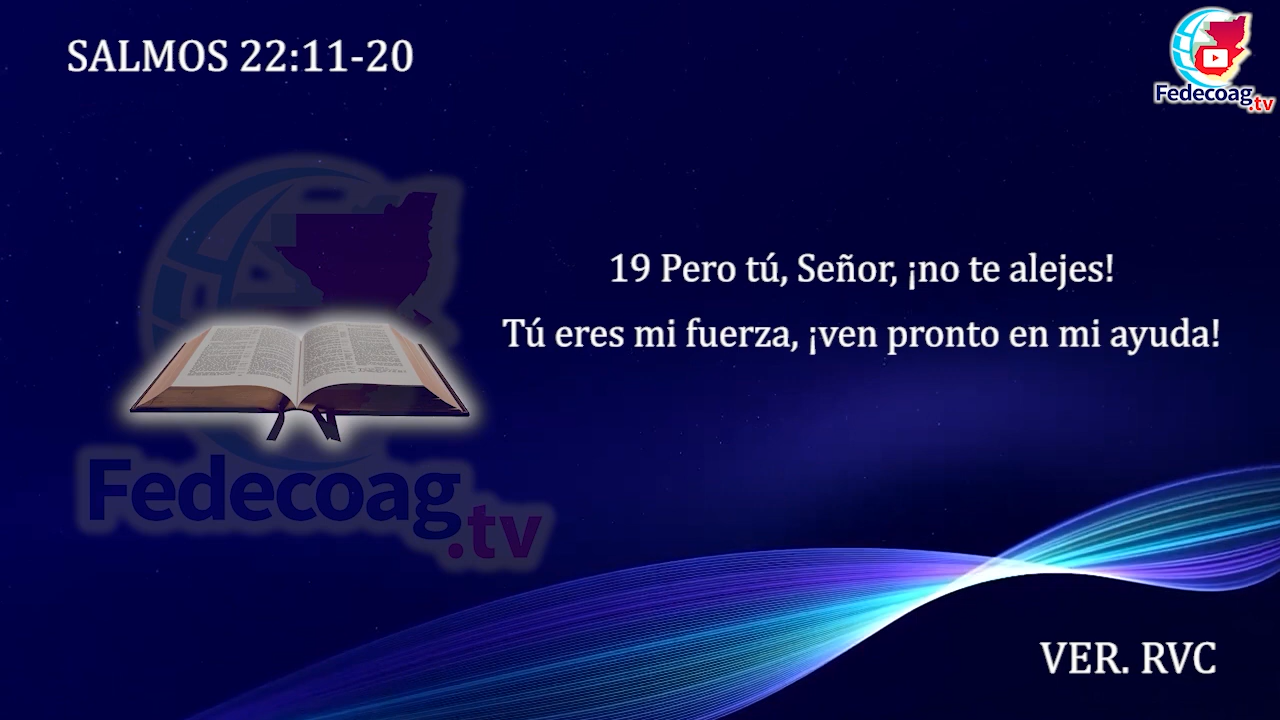 SALMOS 22:11-20
Fedecoag.tv
19 Pero tú, Señor, ¡no te alejes!
Tú eres mi fuerza, ¡ven pronto en mi ayuda!
Fedecoag.tv
VER. RVC